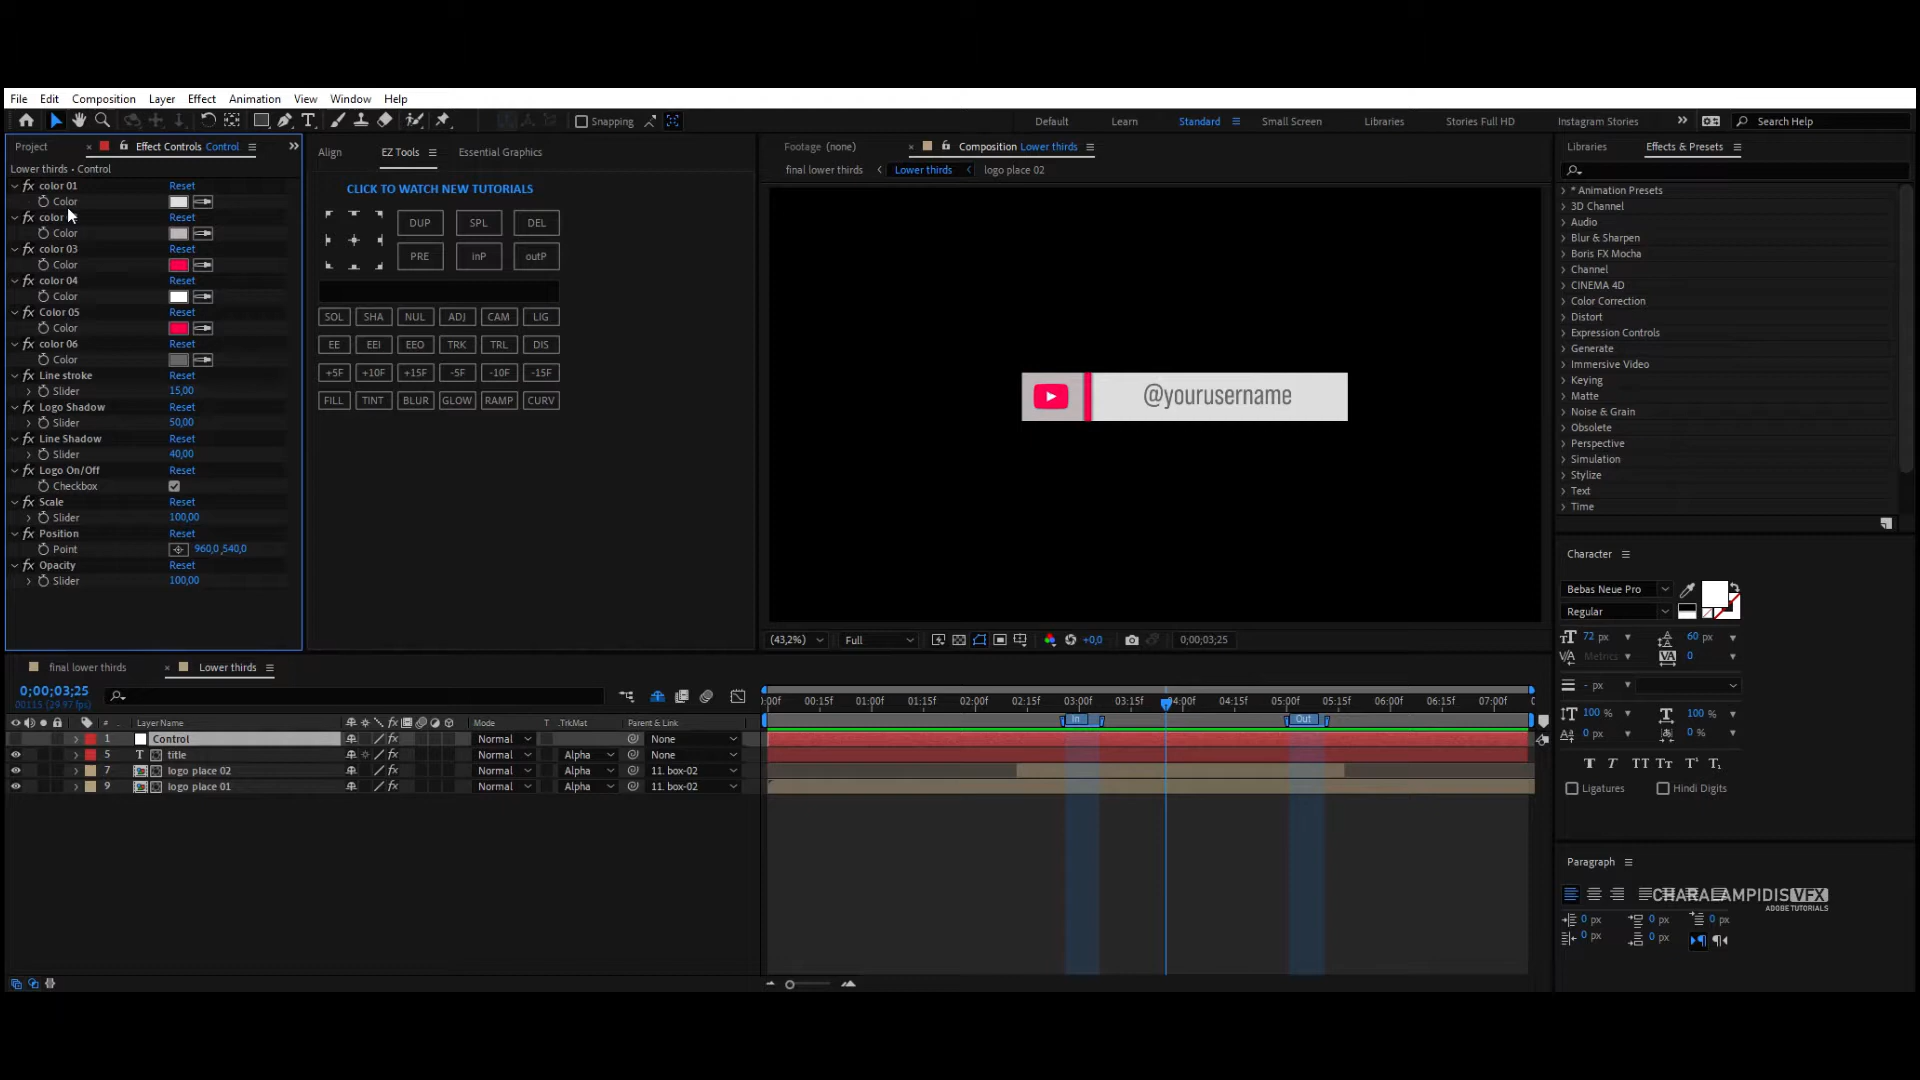 File Edit Composition Layer Effect Animation View Window Help
Snapping Default Learn Standard Small Screen Libraries Stories Full HD Instagram Stories Search Help
Project Effect Controls Control
Lower thirds • Control
color 01 Reset
Color
color Reset
Color
color 03 Reset
Color
color 04 Reset
Color
Color 05 Reset
Color
color 06 Reset
Color
Line stroke Reset
Slider 15,00
Logo Shadow Reset
Slider 50,00
Line Shadow Reset
Slider 40,00
Logo On/Off Reset
Checkbox
Scale Reset
Slider 100,00
Position Reset
Point 960,0 ,540,0
Opacity Reset
Slider 100,00
Align EZ Tools Essential Graphics
CLICK TO WATCH NEW TUTORIALS
DUP SPL DEL
PRE inP outP
SOL SHA NUL ADJ CAM LIG
EE EEI EEO TRK TRL DIS
+5F +10F +15F -5F -10F -15F
FILL TINT BLUR GLOW RAMP CURV
Footage (none) Composition Lower thirds
final lower thirds Lower thirds logo place 02
@yourusername
(43,2%) Full +0,0 0;00;03;25
Libraries Effects & Presets
* Animation Presets
3D Channel
Audio
Blur & Sharpen
Boris FX Mocha
Channel
CINEMA 4D
Color Correction
Distort
Expression Controls
Generate
Immersive Video
Keying
Matte
Noise & Grain
Obsolete
Perspective
Simulation
Stylize
Text
Time
Character
Bebas Neue Pro
Regular
72 px 60 px
Metrics 0
- px
100 % 100 %
0 px 0 %
Ligatures Hindi Digits
Paragraph
CHARALAMPIDISVFX
ADOBE TUTORIALS
0 px 0 px 0 px
0 px 0 px
final lower thirds Lower thirds
0;00;03;25
00115 (29.97 fps)
# Layer Name Mode T .TrkMat Parent & Link
1 Control Normal None
5 title Normal Alpha None
7 logo place 02 Normal Alpha 11. box-02
9 logo place 01 Normal Alpha 11. box-02
:00f 00:15f 01:00f 01:15f 02:00f 02:15f 03:00f 03:15f 04:00f 04:15f 05:00f 05:15f 06:00f 06:15f 07:00f
In Out